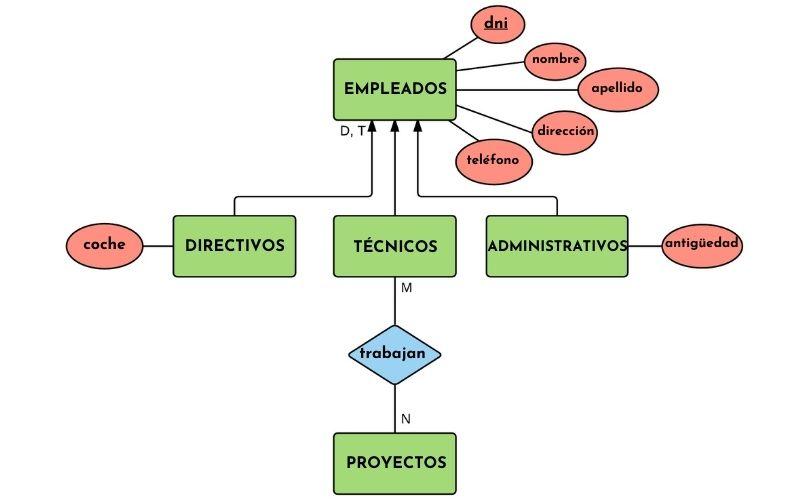 dni
nombre
EMPLEADOS
apellido
D, T
dirección
teléfono
coche
DIRECTIVOS
TÉCNICOS
ADMINISTRATIVOS
antigüedad
M
trabajan
N
PROYECTOS